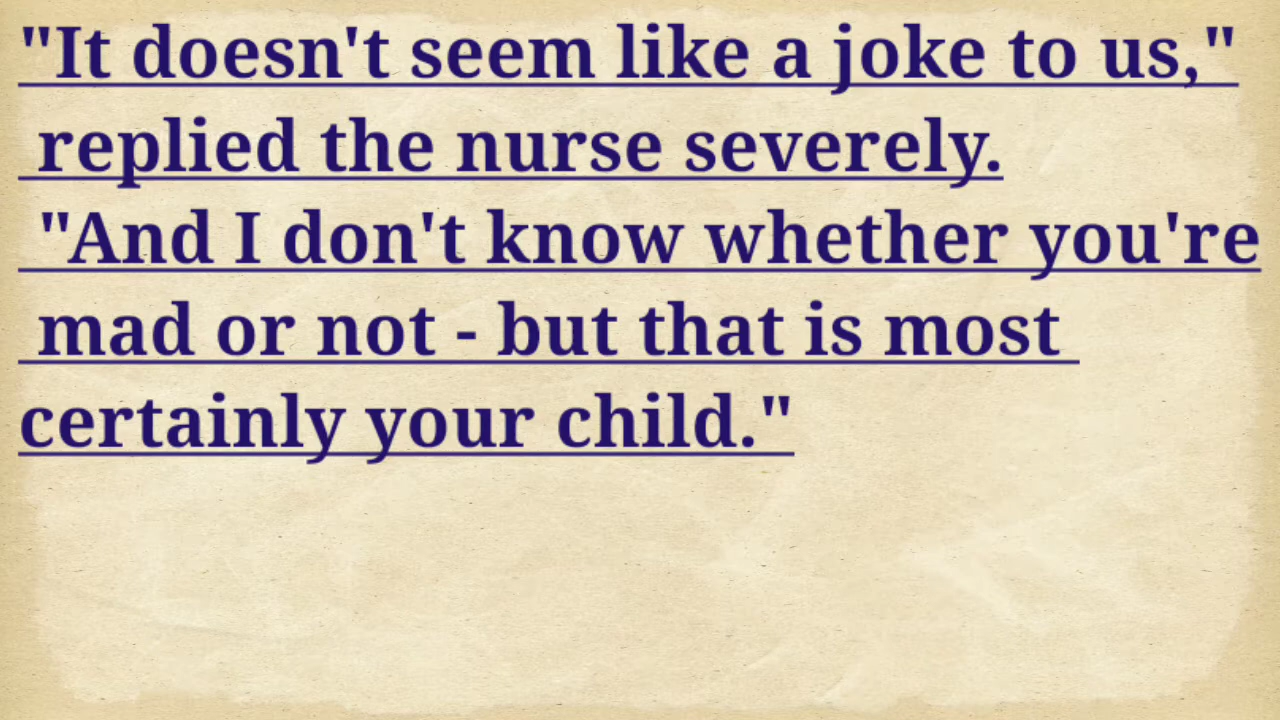 "It doesn't seem like a joke to us,"
replied the nurse severely.
"And I don't know whether you're
mad or not - but that is most
certainly your child."